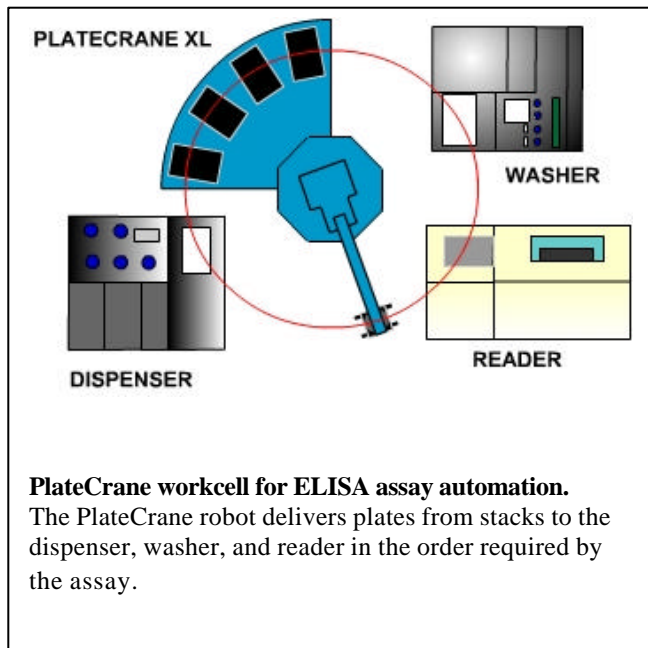 PLATECRANE XL
WASHER
READER
DISPENSER
PlateCrane workcell for ELISA assay automation.
The PlateCrane robot delivers plates from stacks to the
dispenser, washer, and reader in the order required by
the assay.